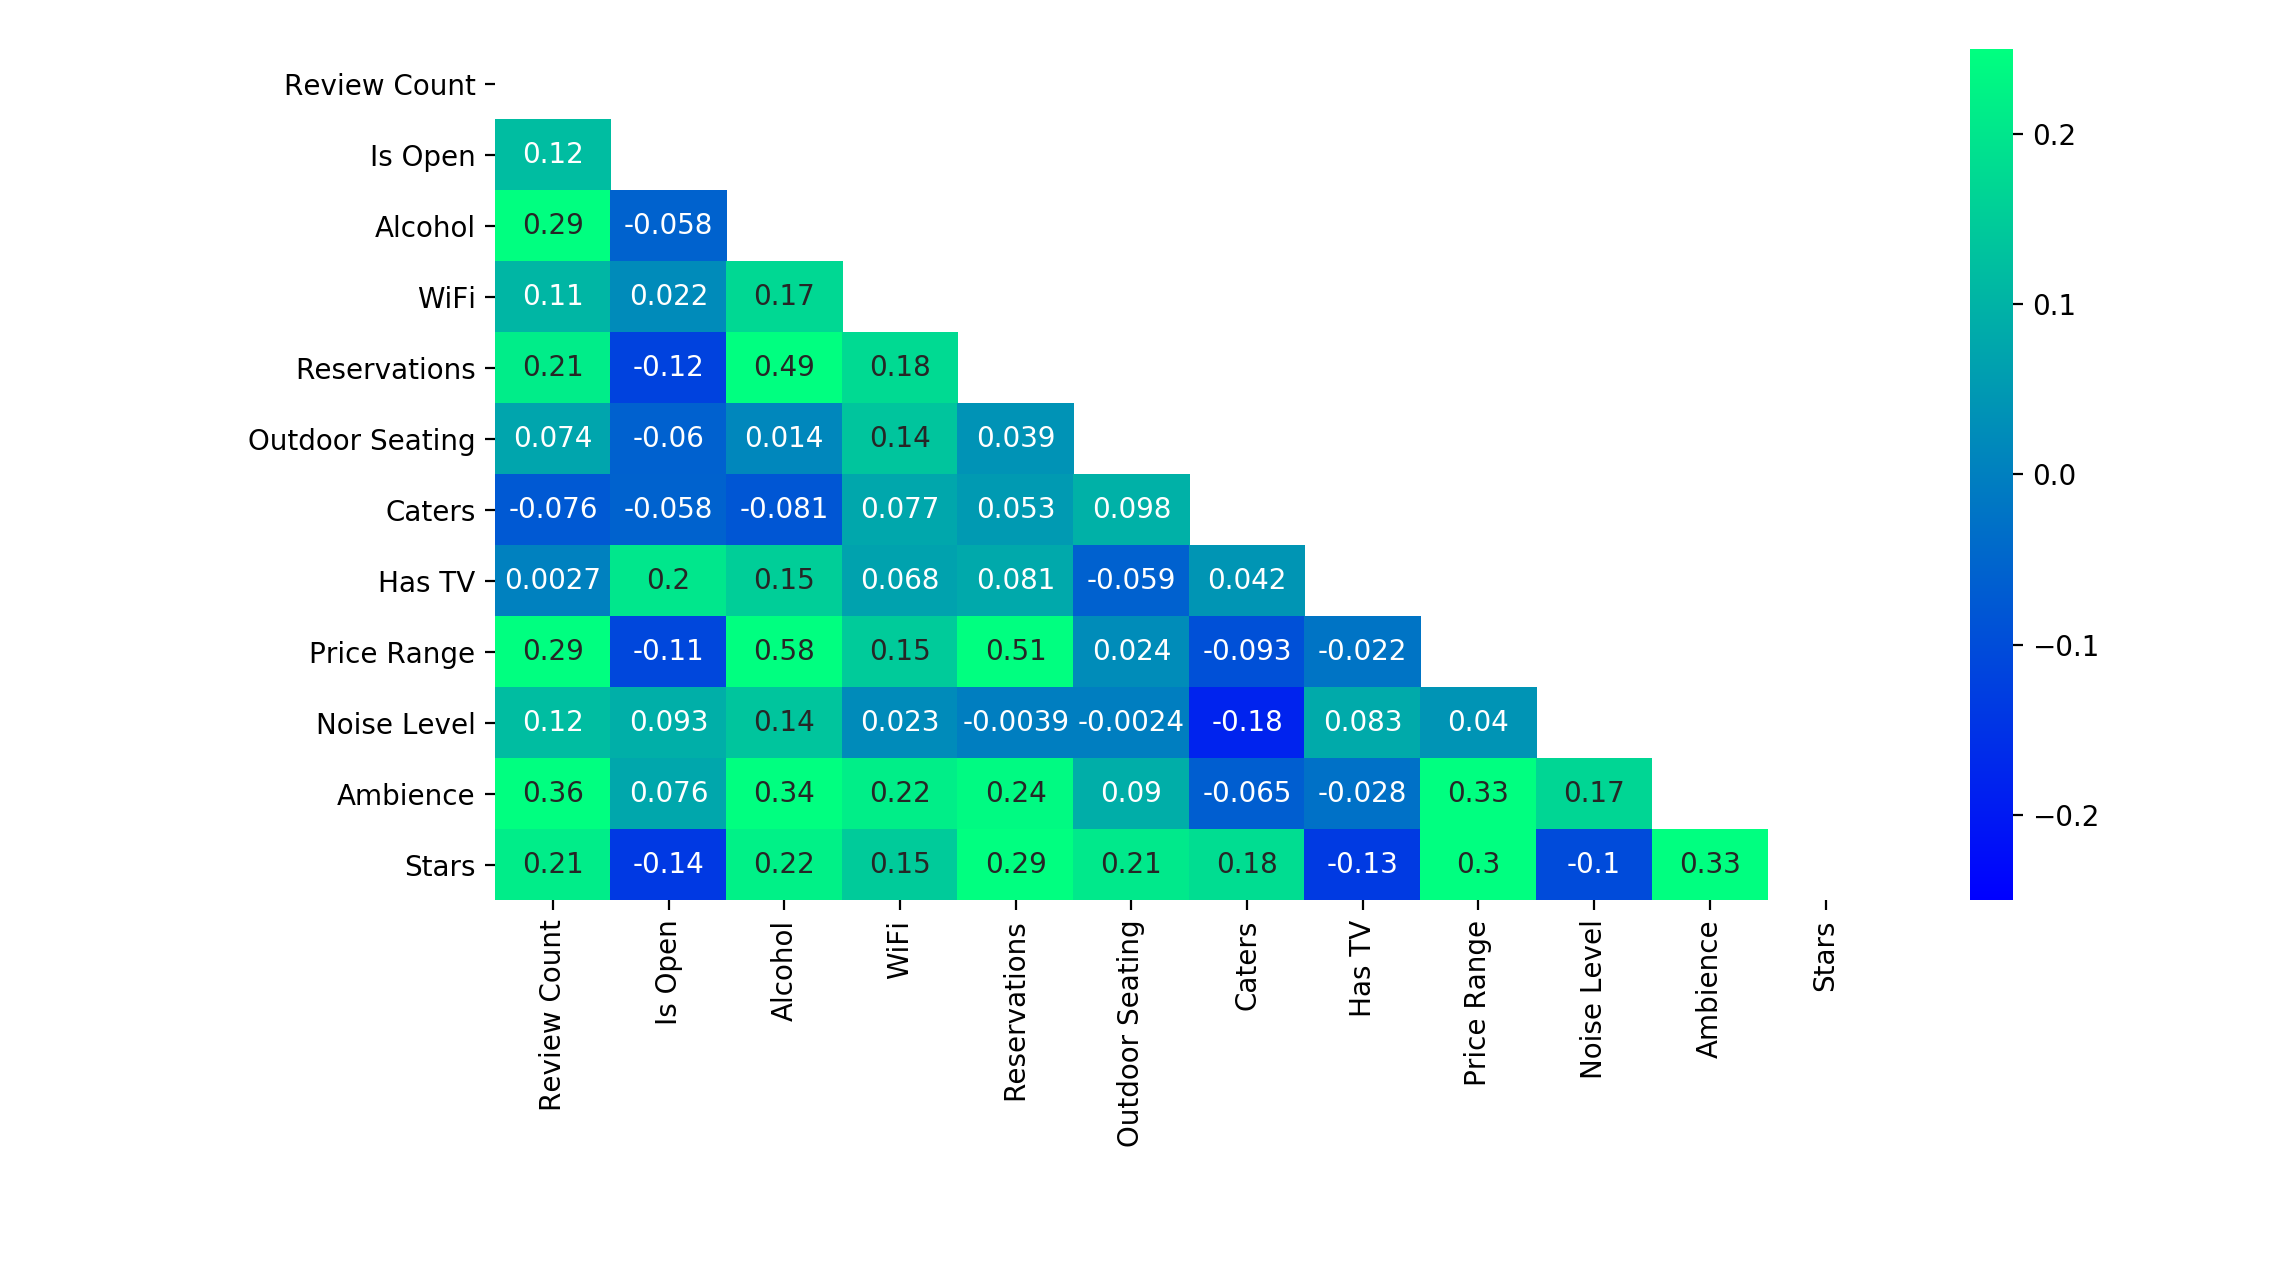 Review Count
Is Open 0.12
Alcohol 0.29 -0.058
WiFi 0.11 0.022 0.17
Reservations 0.21 -0.12 0.49 0.18
Outdoor Seating 0.074 -0.06 0.014 0.14 0.039
Caters -0.076 -0.058 -0.081 0.077 0.053 0.098
Has TV 0.0027 0.2 0.15 0.068 0.081 -0.059 0.042
Price Range 0.29 -0.11 0.58 0.15 0.51 0.024 -0.093 -0.022
Noise Level 0.12 0.093 0.14 0.023 -0.0039 -0.0024 -0.18 0.083 0.04
Ambience 0.36 0.076 0.34 0.22 0.24 0.09 -0.065 -0.028 0.33 0.17
Stars 0.21 -0.14 0.22 0.15 0.29 0.21 0.18 -0.13 0.3 -0.1 0.33
Review Count
Is Open
Alcohol
WiFi
Reservations
Outdoor Seating
Caters
Has TV
Price Range
Noise Level
Ambience
Stars
0.2
0.1
0.0
−0.1
−0.2